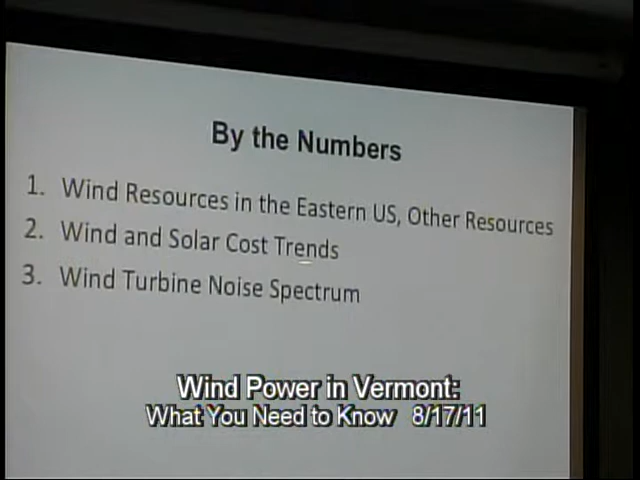 By the Numbers
1. Wind Resources in the Eastern US, Other Resources
2. Wind and Solar Cost Trends
3. Wind Turbine Noise Spectrum
Wind Power in Vermont:
What You Need to Know 8/17/11